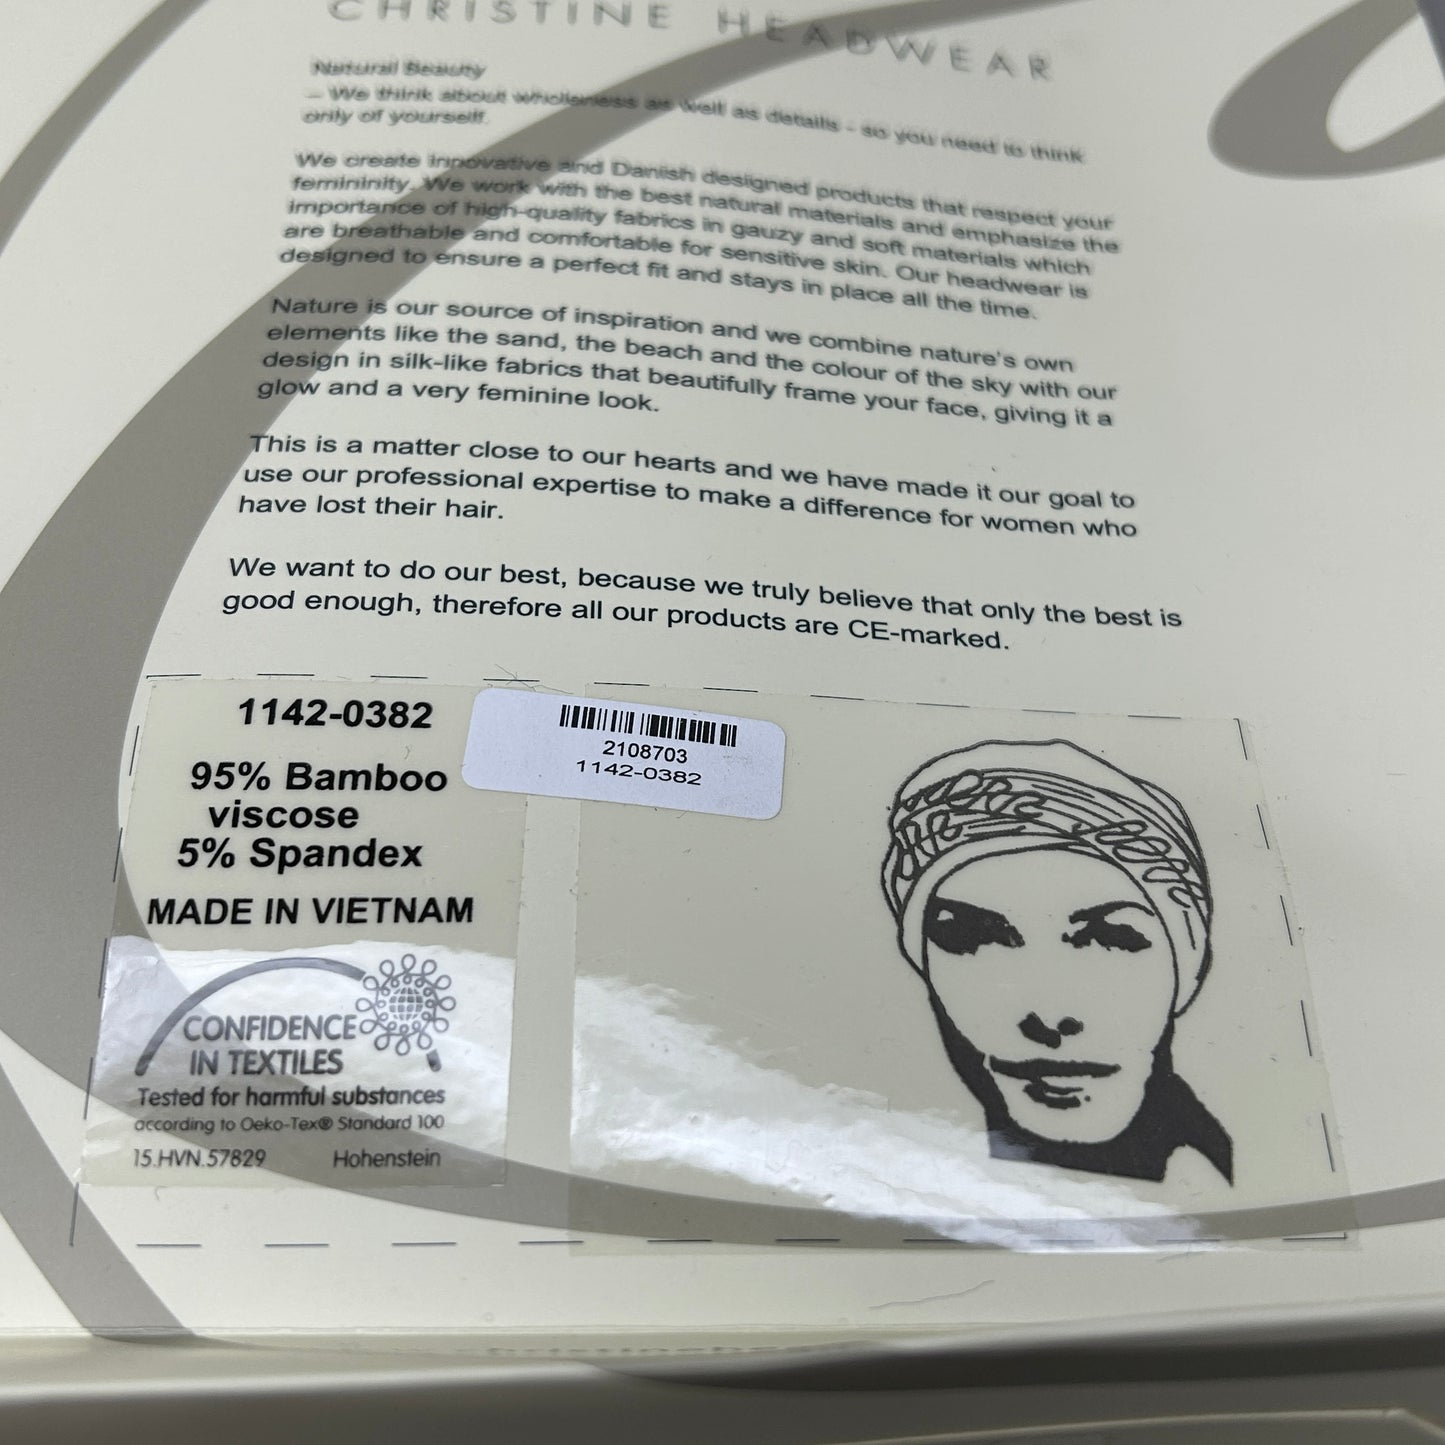 CHRISTINE HEADWEAR
Natural Beauty
– We think about wholeness as well as details - so you need to think
only of yourself.
We create innovative and Danish designed products that respect your
femininity. We work with the best natural materials and emphasize the
importance of high-quality fabrics in gauzy and soft materials which
are breathable and comfortable for sensitive skin. Our headwear is
designed to ensure a perfect fit and stays in place all the time.
Nature is our source of inspiration and we combine nature's own
elements like the sand, the beach and the colour of the sky with our
design in silk-like fabrics that beautifully frame your face, giving it a
glow and a very feminine look.
This is a matter close to our hearts and we have made it our goal to
use our professional expertise to make a difference for women who
have lost their hair.
We want to do our best, because we truly believe that only the best is
good enough, therefore all our products are CE-marked.
1142-0382
95% Bamboo
viscose
5% Spandex
MADE IN VIETNAM
2108703
1142-0382
CONFIDENCE
IN TEXTILES
Tested for harmful substances
according to Oeko-Tex® Standard 100
15.HVN.57829 Hohenstein